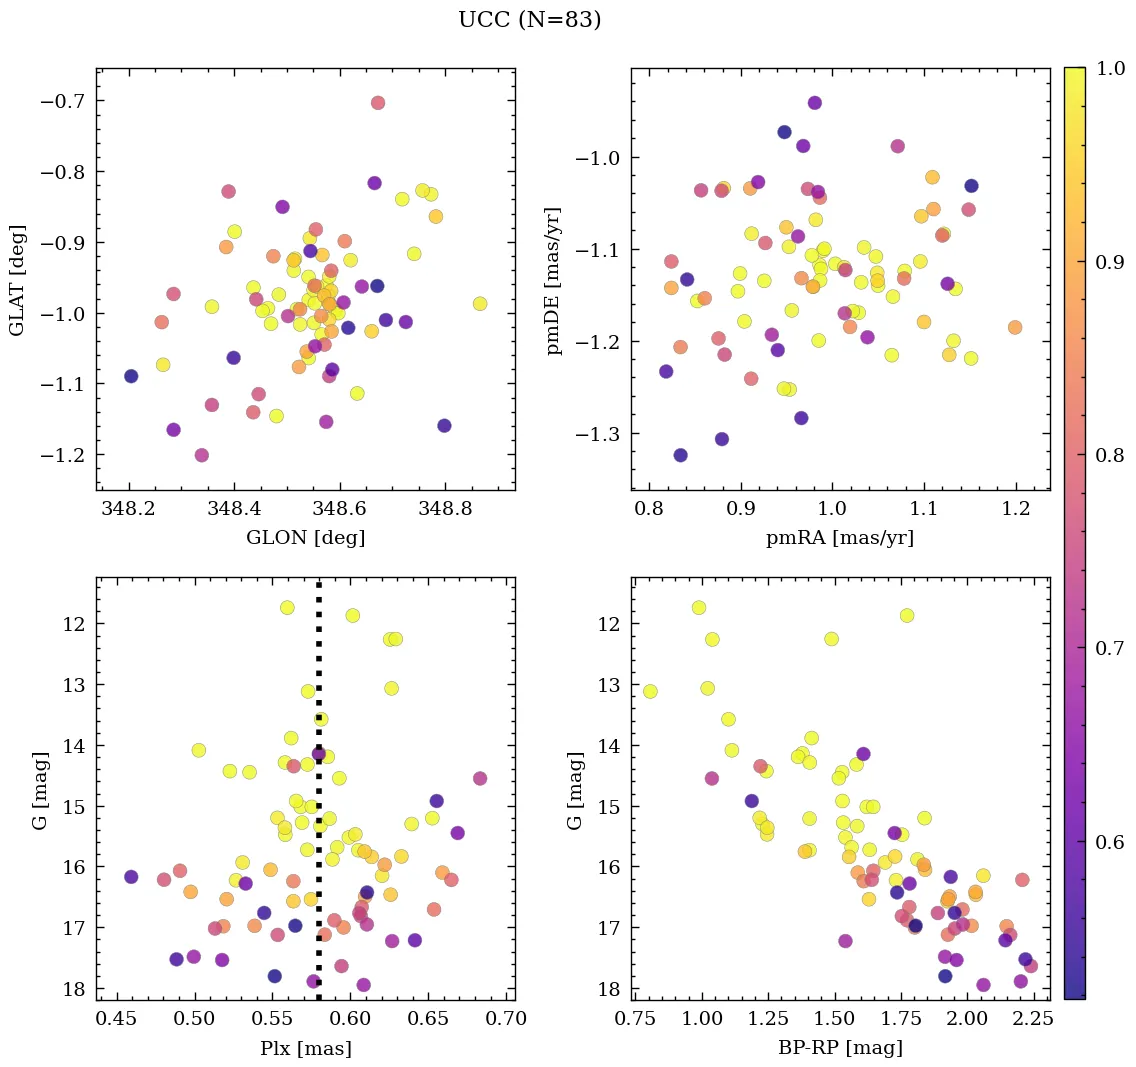 UCC (N=83)
−0.7
−0.8
−0.9
−1.0
−1.1
−1.2
GLAT [deg]
348.2 348.4 348.6 348.8
GLON [deg]
−1.0
−1.1
−1.2
−1.3
pmDE [mas/yr]
0.8 0.9 1.0 1.1 1.2
pmRA [mas/yr]
1.0
0.9
0.8
0.7
0.6
12
13
14
15
16
17
18
G [mag]
0.45 0.50 0.55 0.60 0.65 0.70
Plx [mas]
12
13
14
15
16
17
18
G [mag]
0.75 1.00 1.25 1.50 1.75 2.00 2.25
BP-RP [mag]